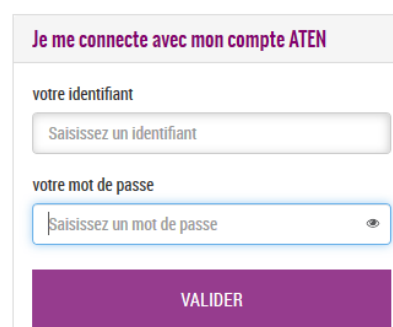 Je me connecte avec mon compte ATEN
votre identifiant
Saisissez un identifiant
votre mot de passe
Saisissez un mot de passe
VALIDER